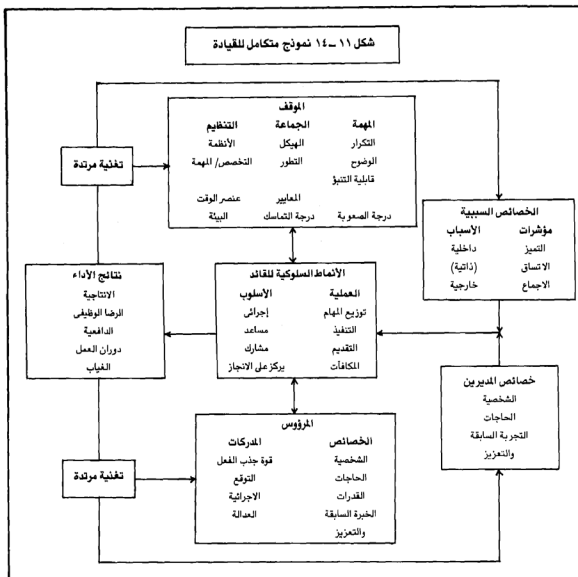 شكل ١١ – ١٤ نموذج متكامل للقيادة
الموقف
المهمة الجماعة التنظيم
التكرار الهيكل الأنظمة
الوضوح التطور التخصص/ المهمة
قابلية التنبؤ
المعايير عنصر الوقت
درجة الصعوبة درجة التماسك البيئة
تغذية مرتدة
الخصائص السببية
مؤشرات الأسباب
التميز داخلية
الاتساق (ذاتية)
الاجماع خارجية
الأنماط السلوكية للقائد
العملية الأسلوب
توزيع المهام إجرائى
التنفيذ مساعد
التقديم مشارك
المكافآت يركز على الانجاز
نتائج الأداء
الانتاجية
الرضا الوظيفى
الدافعية
دوران العمل
الغياب
خصائص المديرين
الشخصية
الحاجات
التجربة السابقة
والتعزيز
المرؤوس
الخصائص المدركات
الشخصية قوة جذب الفعل
الحاجات التوقع
القدرات الاجرائية
الخبرة السابقة العدالة
والتعزيز
تغذية مرتدة